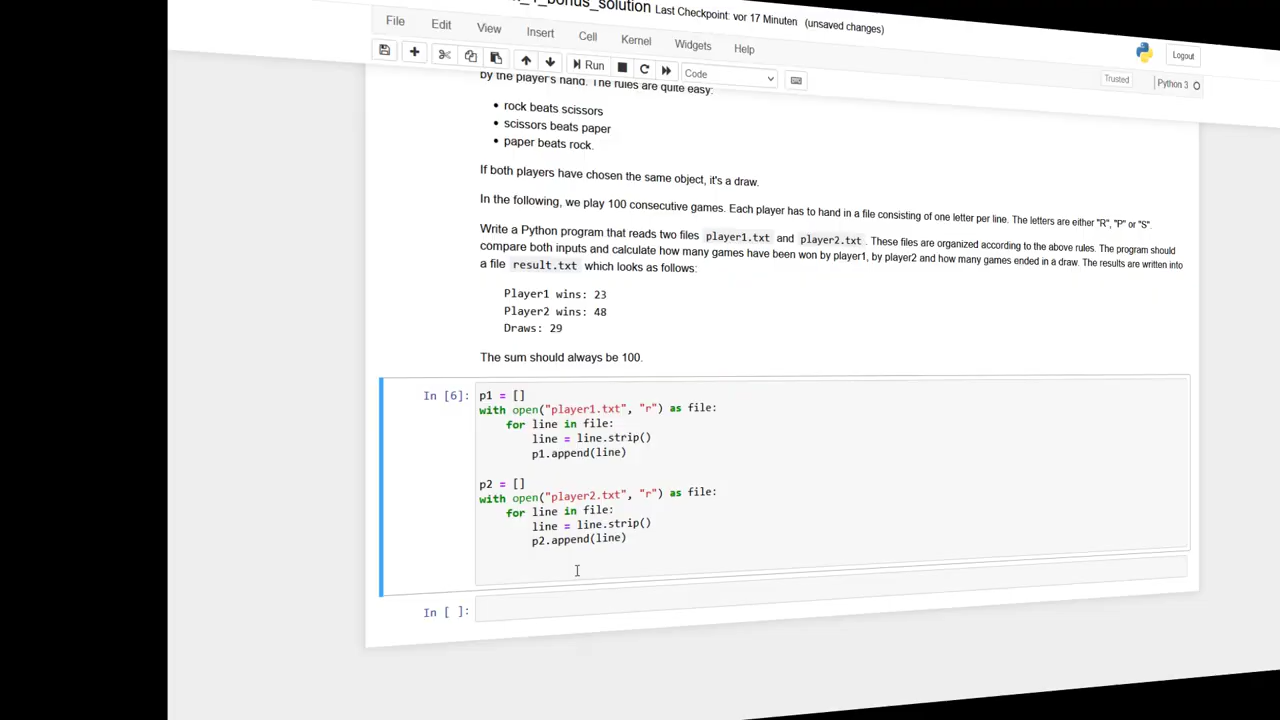 _1_bonus_solution Last Checkpoint: vor 17 Minuten (unsaved changes)
File Edit View Insert Cell Kernel Widgets Help
Logout
Run Code
Trusted Python 3
by the player's hand. The rules are quite easy:
• rock beats scissors
• scissors beats paper
• paper beats rock.
If both players have chosen the same object, it's a draw.
In the following, we play 100 consecutive games. Each player has to hand in a file consisting of one letter per line. The letters are either "R", "P" or "S".
Write a Python program that reads two files player1.txt and player2.txt. These files are organized according to the above rules. The program should
compare both inputs and calculate how many games have been won by player1, by player2 and how many games ended in a draw. The results are written into
a file result.txt which looks as follows:
Player1 wins: 23
Player2 wins: 48
Draws: 29
The sum should always be 100.
In [6]: p1 = []
with open("player1.txt", "r") as file:
for line in file:
line = line.strip()
p1.append(line)
p2 = []
with open("player2.txt", "r") as file:
for line in file:
line = line.strip()
p2.append(line)
In [ ]: